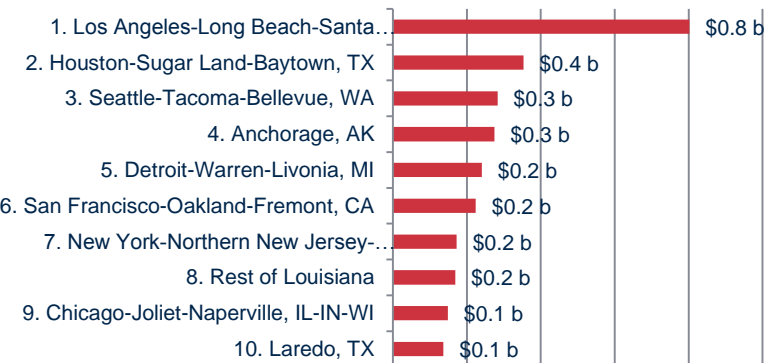 1. Los Angeles-Long Beach-Santa… $0.8 b
2. Houston-Sugar Land-Baytown, TX $0.4 b
3. Seattle-Tacoma-Bellevue, WA $0.3 b
4. Anchorage, AK $0.3 b
5. Detroit-Warren-Livonia, MI $0.2 b
6. San Francisco-Oakland-Fremont, CA $0.2 b
7. New York-Northern New Jersey-… $0.2 b
8. Rest of Louisiana $0.2 b
9. Chicago-Joliet-Naperville, IL-IN-WI $0.1 b
10. Laredo, TX $0.1 b